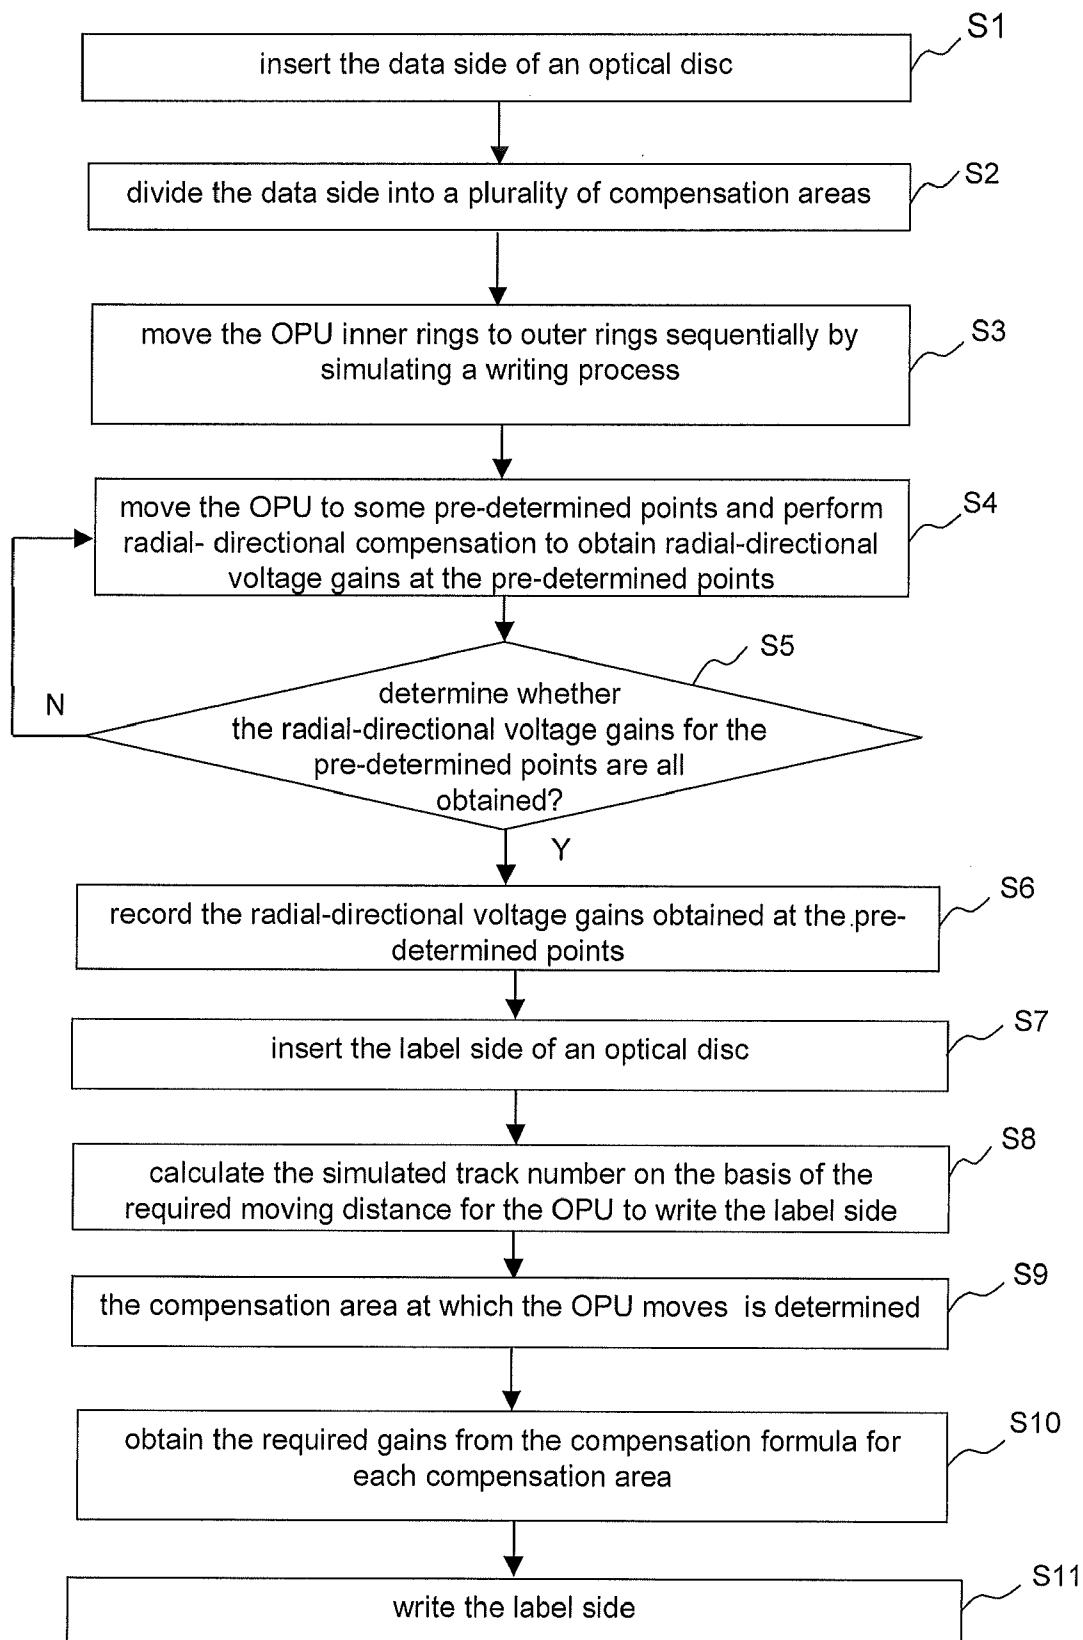 S1
insert the data side of an optical disc
S2
divide the data side into a plurality of compensation areas
S3
move the OPU inner rings to outer rings sequentially by
simulating a writing process
S4
move the OPU to some pre-determined points and perform
radial- directional compensation to obtain radial-directional
voltage gains at the pre-determined points
S5
determine whether
the radial-directional voltage gains for the
pre-determined points are all
obtained?
N
Y
S6
record the radial-directional voltage gains obtained at the pre-
determined points
S7
insert the label side of an optical disc
S8
calculate the simulated track number on the basis of the
required moving distance for the OPU to write the label side
S9
the compensation area at which the OPU moves is determined
S10
obtain the required gains from the compensation formula for
each compensation area
S11
write the label side